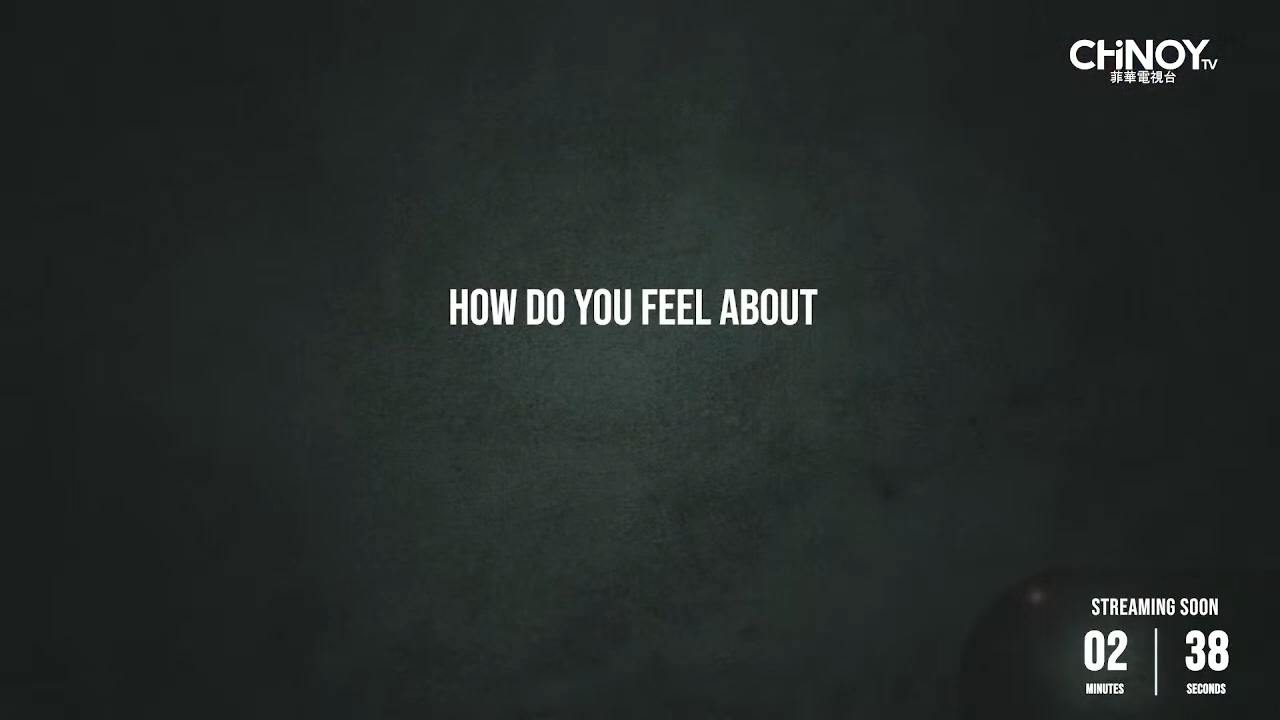 CHiNOY TV
菲華電視台
HOW DO YOU FEEL ABOUT
STREAMING SOON
02 38
MINUTES SECONDS